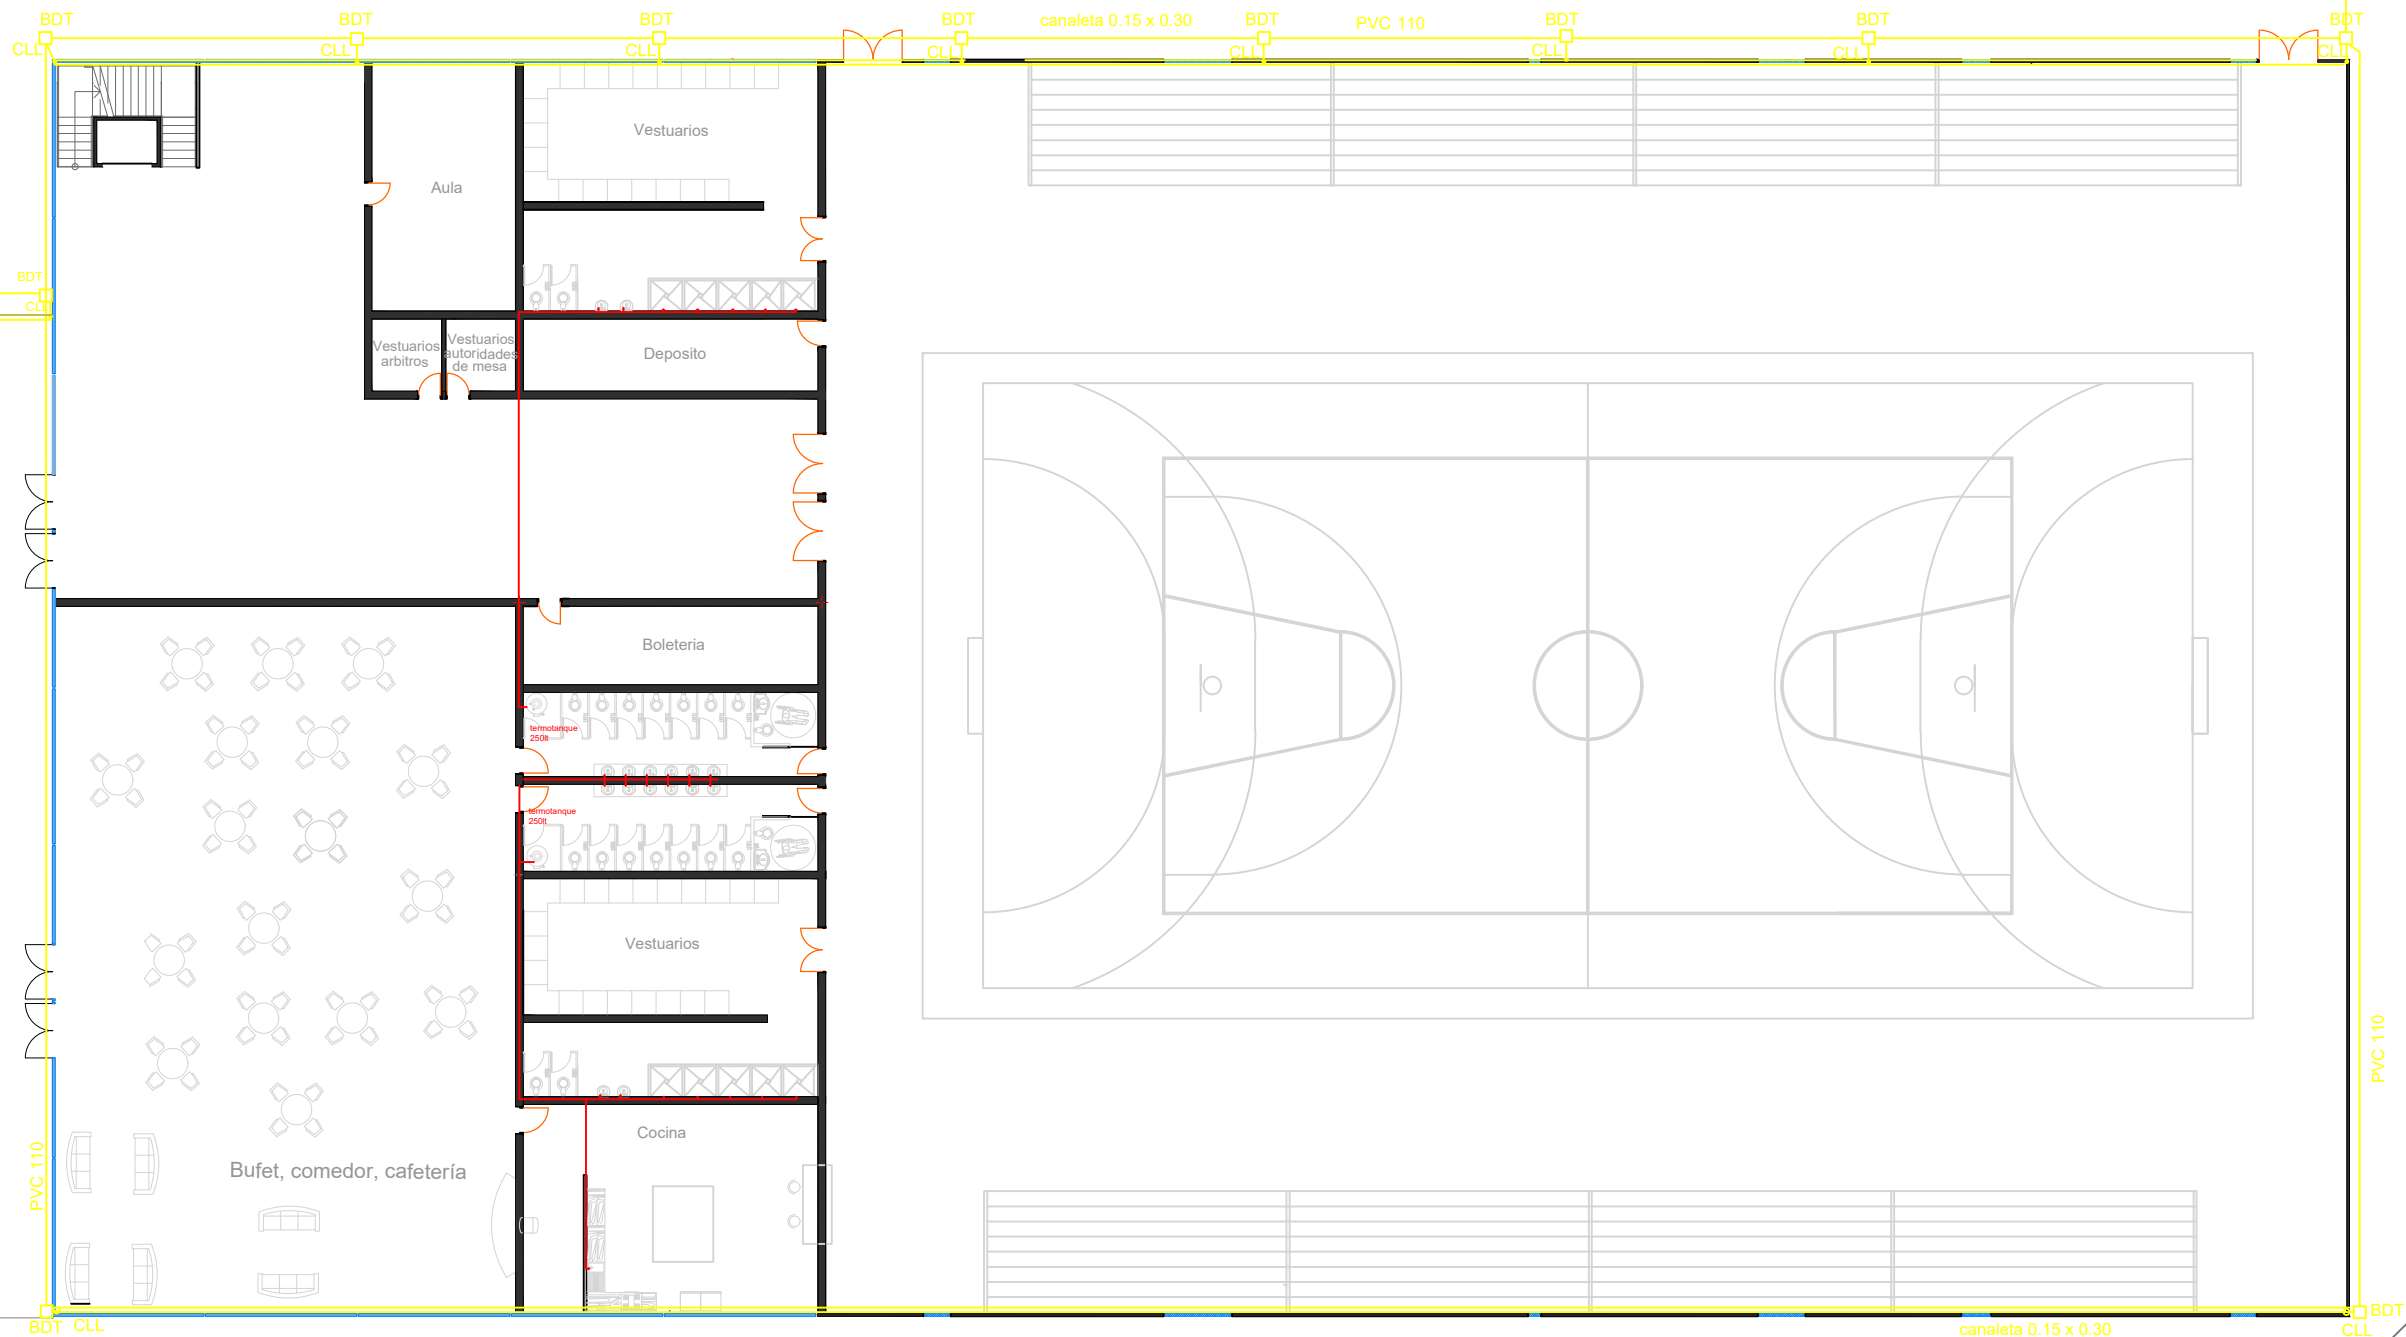 BDT
BDT
BDT
BDT
canaleta 0.15 x 0.30
BDT
PVC 110
BDT
BDT
BDT
CLL
CLL
CLL
CLL
CLL
CLL
CLL
CLL
Vestuarios
Aula
BDT
CLL
Vestuarios
arbitros
Vestuarios
autoridades
de mesa
Deposito
Boleteria
termotanque
250lt
termotanque
250lt
Vestuarios
PVC 110
Cocina
PVC 110
Bufet, comedor, cafetería
BDT
CLL
BDT
CLL
canaleta 0.15 x 0.30